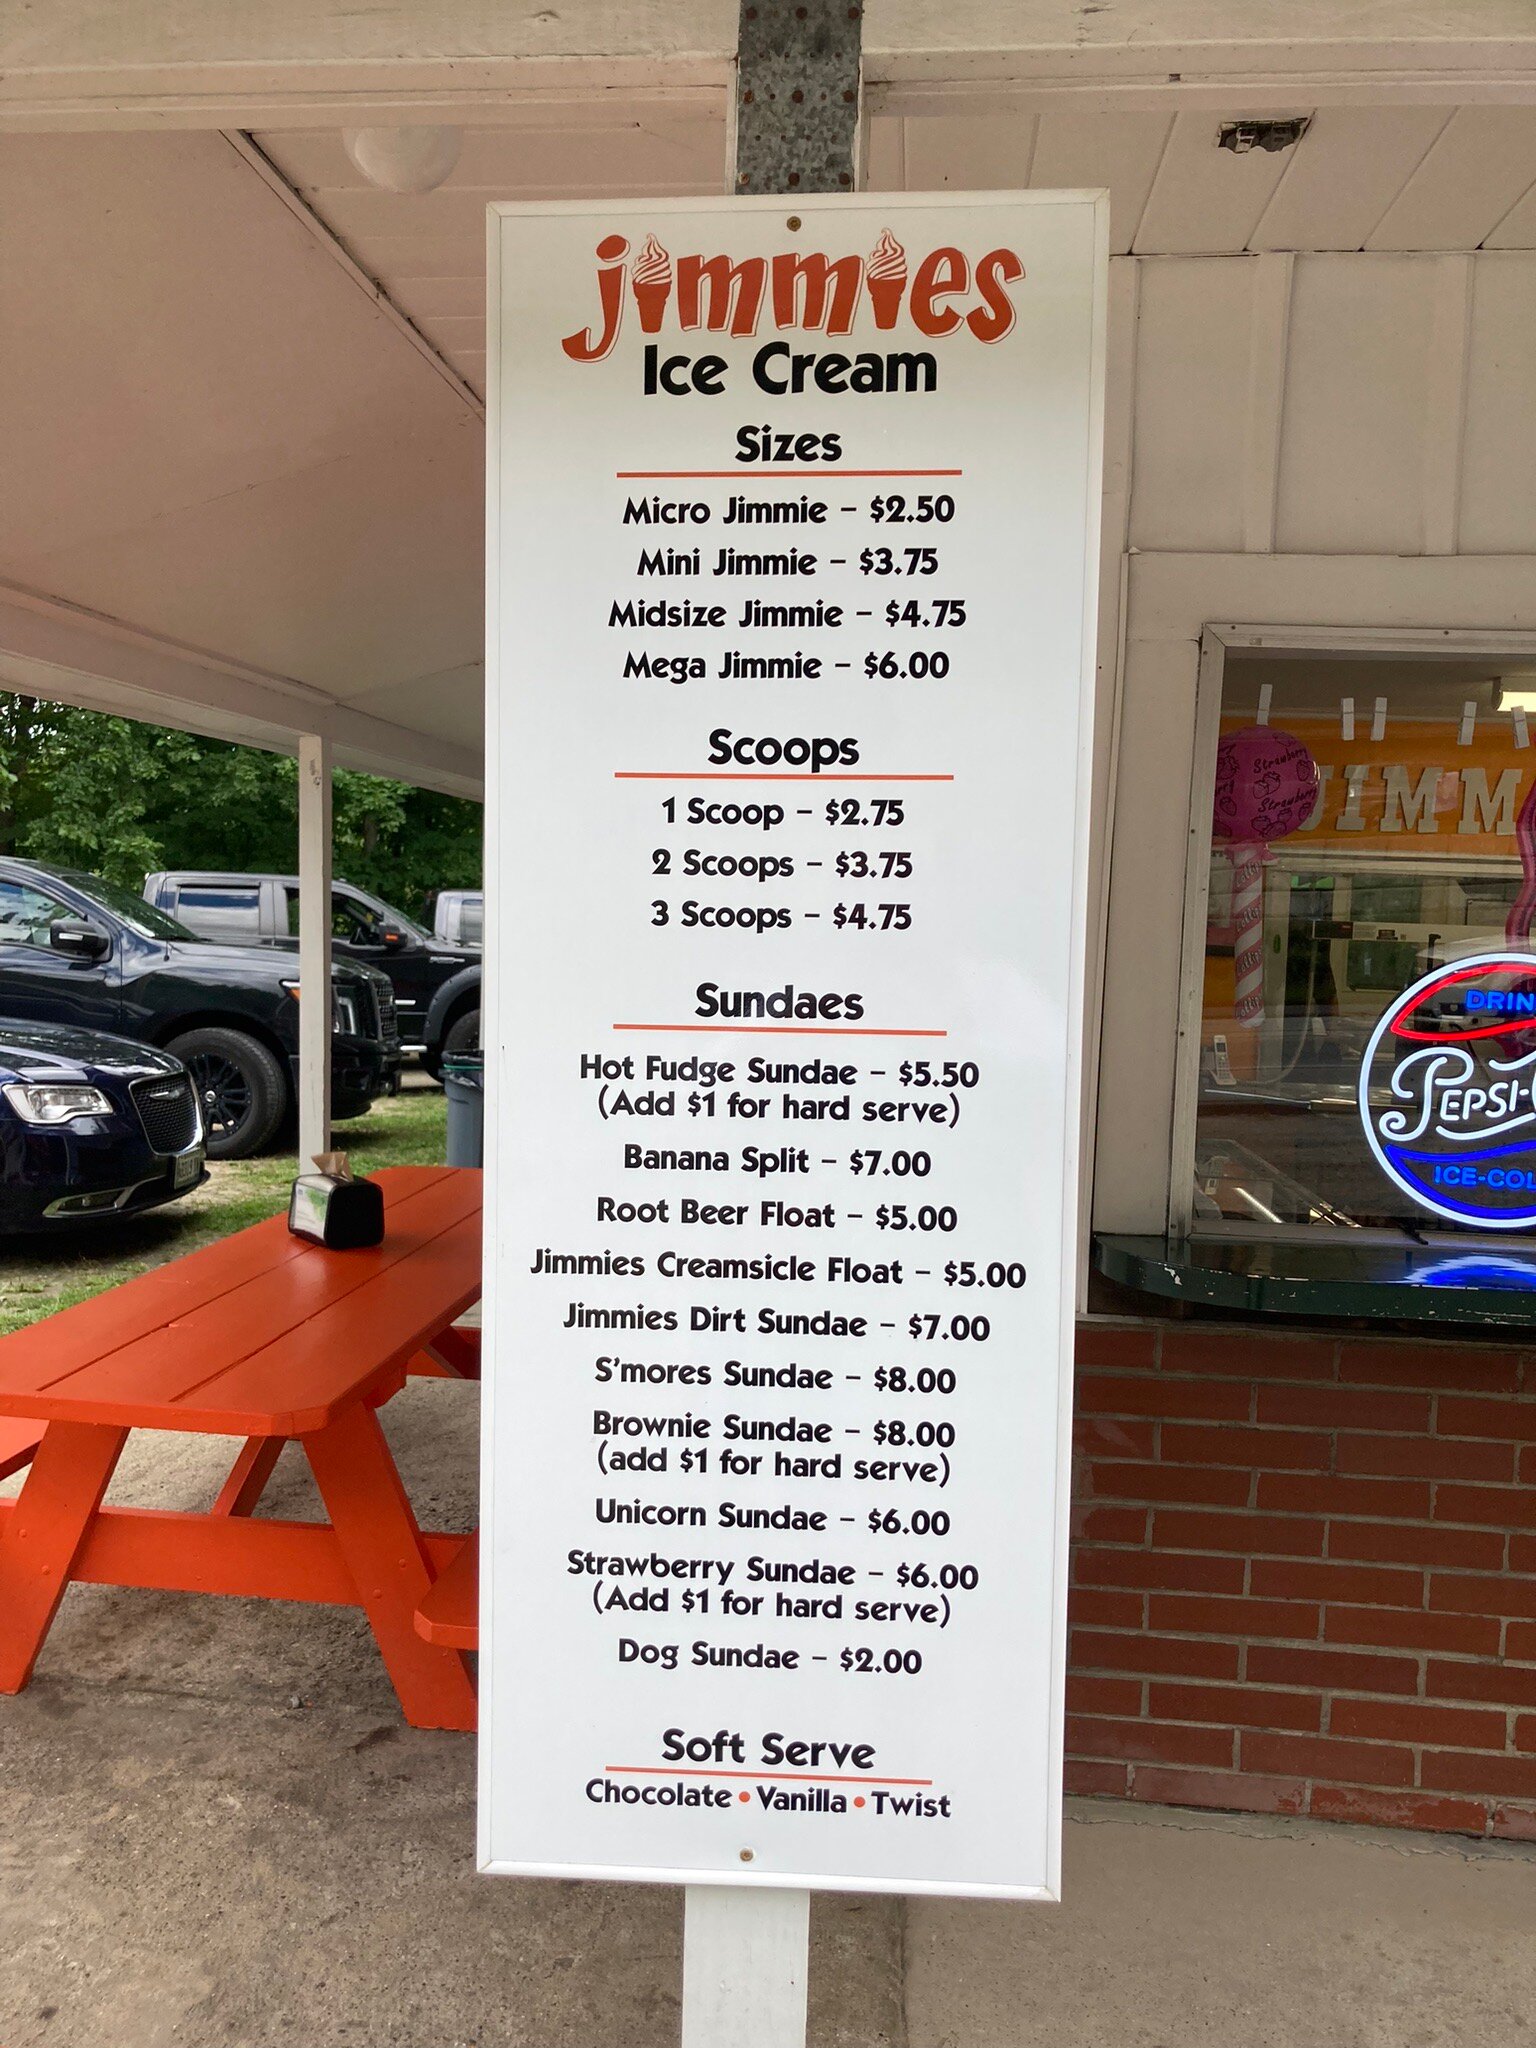 jimmies
Ice Cream
Sizes
Micro Jimmie – $2.50
Mini Jimmie – $3.75
Midsize Jimmie – $4.75
Mega Jimmie – $6.00
Scoops
1 Scoop – $2.75
2 Scoops – $3.75
3 Scoops – $4.75
Sundaes
Hot Fudge Sundae – $5.50
(Add $1 for hard serve)
Banana Split – $7.00
Root Beer Float – $5.00
Jimmies Creamsicle Float – $5.00
Jimmies Dirt Sundae – $7.00
S'mores Sundae – $8.00
Brownie Sundae – $8.00
(add $1 for hard serve)
Unicorn Sundae – $6.00
Strawberry Sundae – $6.00
(Add $1 for hard serve)
Dog Sundae – $2.00
Soft Serve
Chocolate • Vanilla • Twist
Strawberry
Strawberry
JIMM
DRIN
PEPSI-
ICE-COL